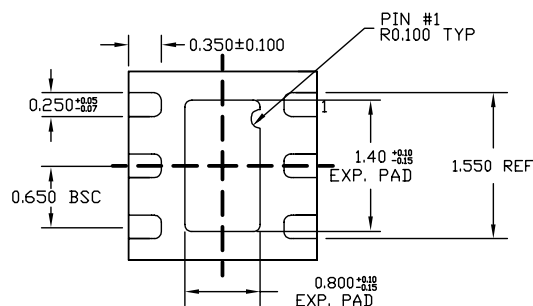 PIN #1
R0.100 TYP
0.350±0.100
0.250 +0.05 -0.07
1
1.40 +0.10 -0.15
EXP. PAD
1.550 REF
0.650 BSC
0.800 +0.10 -0.15
EXP. PAD